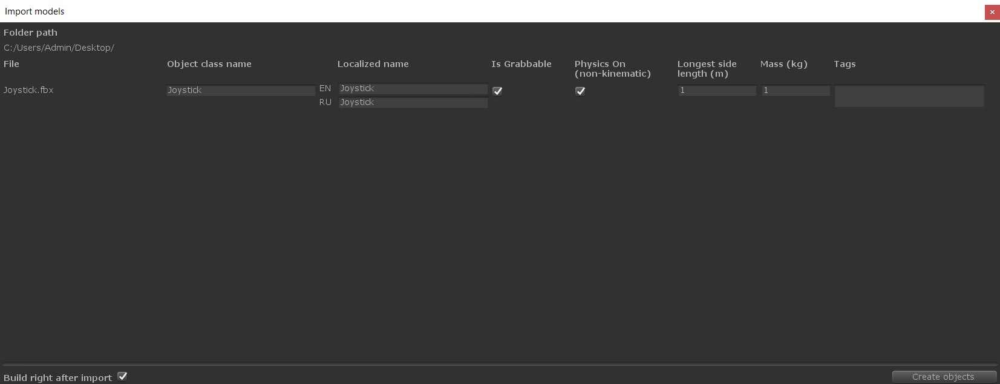 Import models
Folder path
C:/Users/Admin/Desktop/
File Object class name Localized name Is Grabbable Physics On (non-kinematic) Longest side length (m) Mass (kg) Tags
Joystick.fbx Joystick EN Joystick 1 1
RU Joystick
Build right after import Create objects